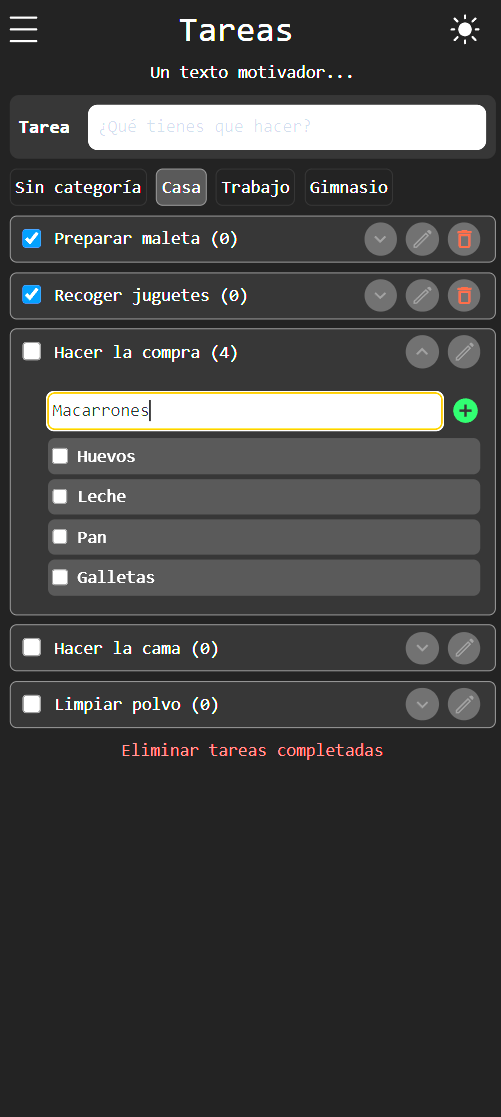 Tareas
Un texto motivador...
Tarea
¿Qué tienes que hacer?
Sin categoría Casa Trabajo Gimnasio
Preparar maleta (0)
Recoger juguetes (0)
Hacer la compra (4)
Macarrones
Huevos
Leche
Pan
Galletas
Hacer la cama (0)
Limpiar polvo (0)
Eliminar tareas completadas